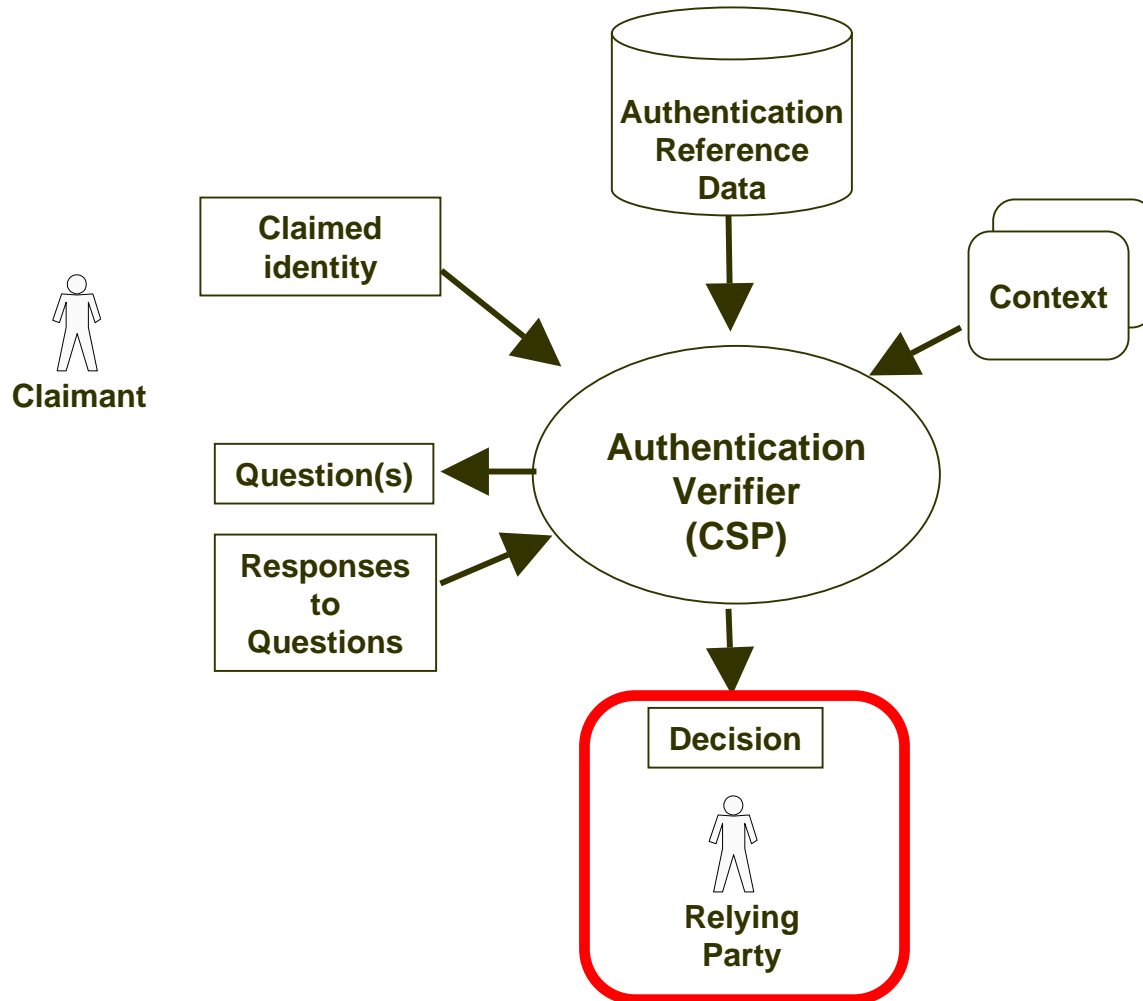 Authentication
Reference
Data
Claimed
identity
Context
Claimant
Authentication
Verifier
(CSP)
Question(s)
Responses
to
Questions
Decision
Relying
Party